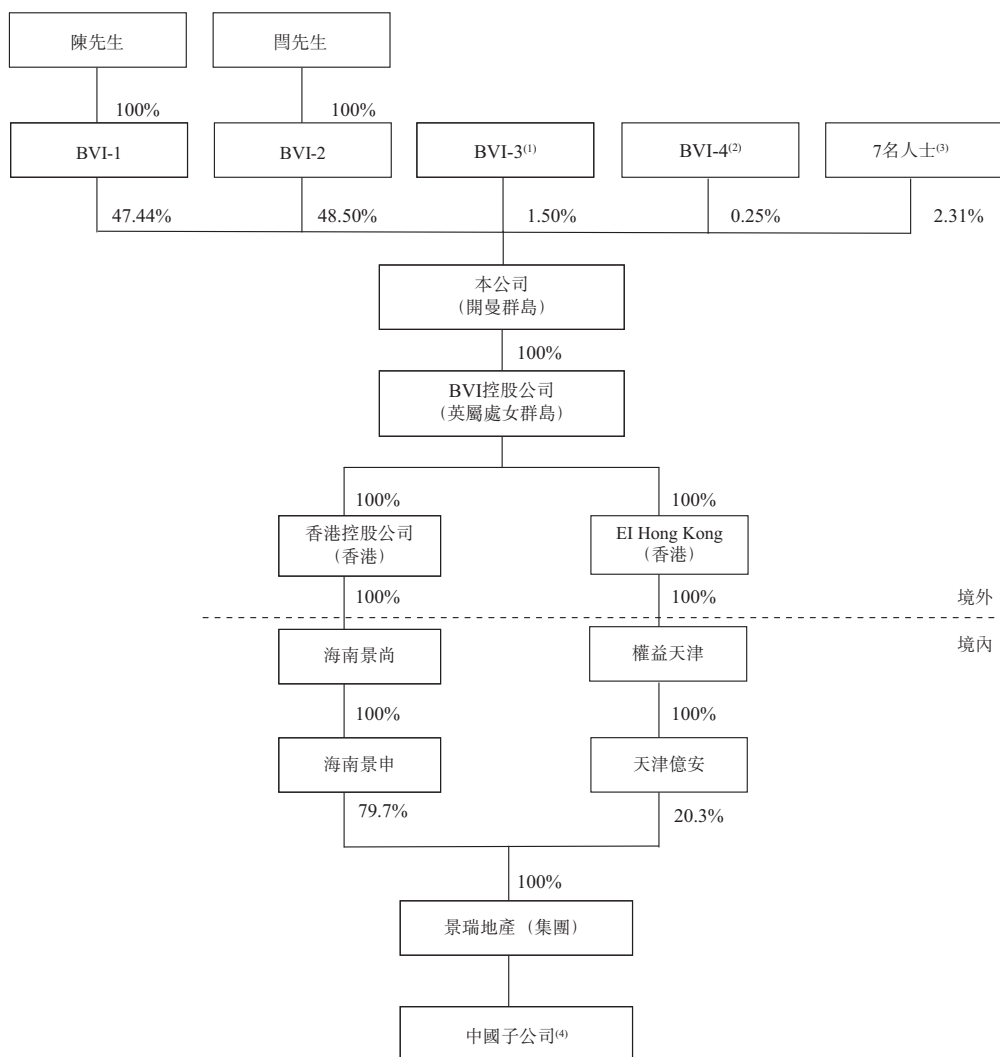 陳先生
閆先生
100%
100%
BVI-1
BVI-2
BVI-3(1)
BVI-4(2)
7名人士(3)
47.44%
48.50%
1.50%
0.25%
2.31%
本公司
（開曼群島）
100%
BVI控股公司
（英屬處女群島）
100%
100%
香港控股公司
（香港）
EI Hong Kong
（香港）
100%
100%
境外
境內
海南景尚
權益天津
100%
100%
海南景申
天津億安
79.7%
20.3%
100%
景瑞地產（集團）
中國子公司(4)